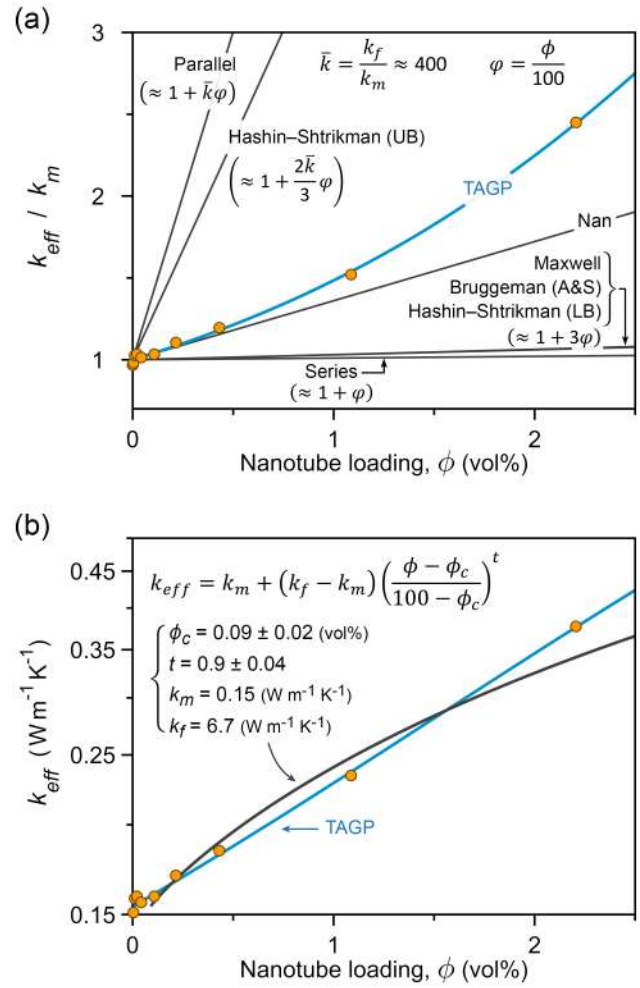 (a)
3
2
1
k_eff / k_m
Parallel
(≈ 1 + k̄φ)
k̄ = k_f / k_m ≈ 400
φ = ϕ / 100
Hashin–Shtrikman (UB)
(≈ 1 + 2k̄/3 φ)
TAGP
Nan
Maxwell
Bruggeman (A&S)
Hashin–Shtrikman (LB)
(≈ 1 + 3φ)
Series
(≈ 1 + φ)
0 1 2
Nanotube loading, ϕ (vol%)
(b)
0.45
0.35
0.25
0.15
k_eff (W m⁻¹ K⁻¹)
k_eff = k_m + (k_f − k_m) ((ϕ − ϕ_c) / (100 − ϕ_c))^t
ϕ_c = 0.09 ± 0.02 (vol%)
t = 0.9 ± 0.04
k_m = 0.15 (W m⁻¹ K⁻¹)
k_f = 6.7 (W m⁻¹ K⁻¹)
TAGP
0 1 2
Nanotube loading, ϕ (vol%)